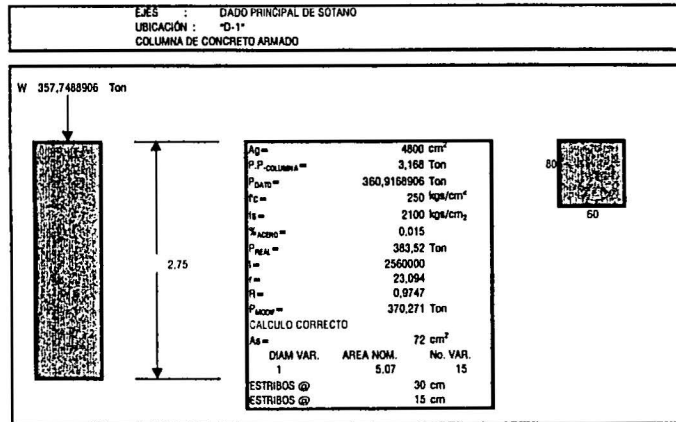 EJES : DADO PRINCIPAL DE SOTANO
UBICACIÓN : "D-1"
COLUMNA DE CONCRETO ARMADO
W 357,7488906 Ton
Ag= 4800 cm²
P.P.COLUMNA= 3,168 Ton
PDATO= 360,9168906 Ton
f'c= 250 kgs/cm²
fs= 2100 kgs/cm2
%ACERO= 0,015
PREAL= 383,52 Ton
I= 2560000
r= 23,094
R= 0,9747
PMODIF= 370,271 Ton
CALCULO CORRECTO
As= 72 cm²
DIAM VAR. AREA NOM. No. VAR.
1 5.07 15
ESTRIBOS @ 30 cm
ESTRIBOS @ 15 cm
2,75
80
60